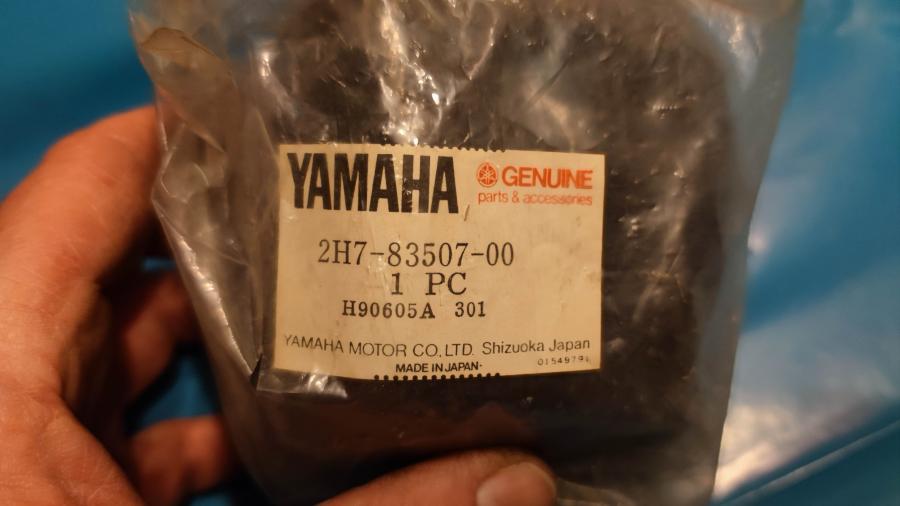 YAMAHA
GENUINE
parts & accessories
2H7-83507-00
1 PC
H90605A 301
YAMAHA MOTOR CO., LTD. Shizuoka Japan
MADE IN JAPAN